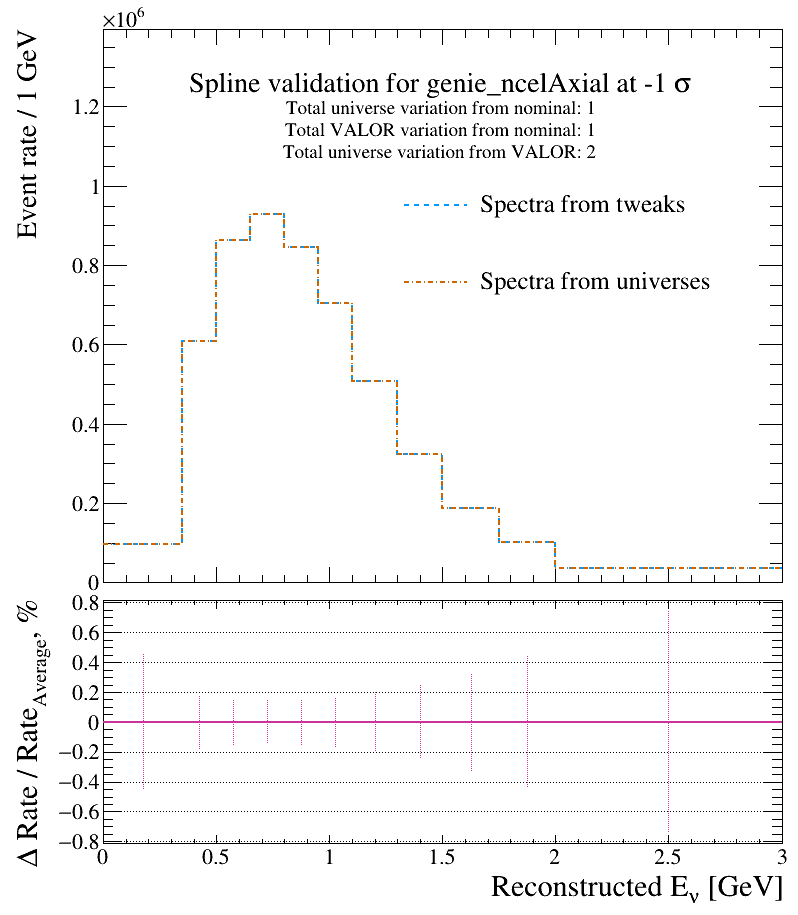 ×10⁶
Event rate / 1 GeV
Spline validation for genie_ncelAxial at -1 σ
Total universe variation from nominal: 1
Total VALOR variation from nominal: 1
Total universe variation from VALOR: 2
Spectra from tweaks
Spectra from universes
1.2
1
0.8
0.6
0.4
0.2
0
Δ Rate / Rate_Average, %
0.8
0.6
0.4
0.2
0
−0.2
−0.4
−0.6
−0.8
0 0.5 1 1.5 2 2.5 3
Reconstructed E_ν [GeV]